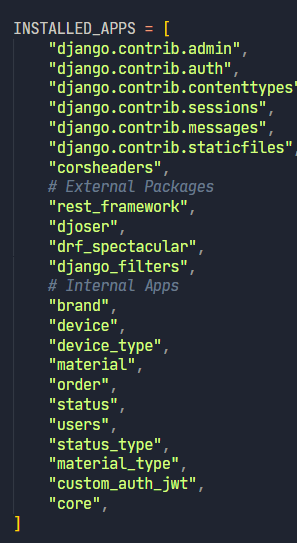 INSTALLED_APPS = [
"django.contrib.admin",
"django.contrib.auth",
"django.contrib.contenttypes"
"django.contrib.sessions",
"django.contrib.messages",
"django.contrib.staticfiles",
"corsheaders",
# External Packages
"rest_framework",
"djoser",
"drf_spectacular",
"django_filters",
# Internal Apps
"brand",
"device",
"device_type",
"material",
"order",
"status",
"users",
"status_type",
"material_type",
"custom_auth_jwt",
"core",
]